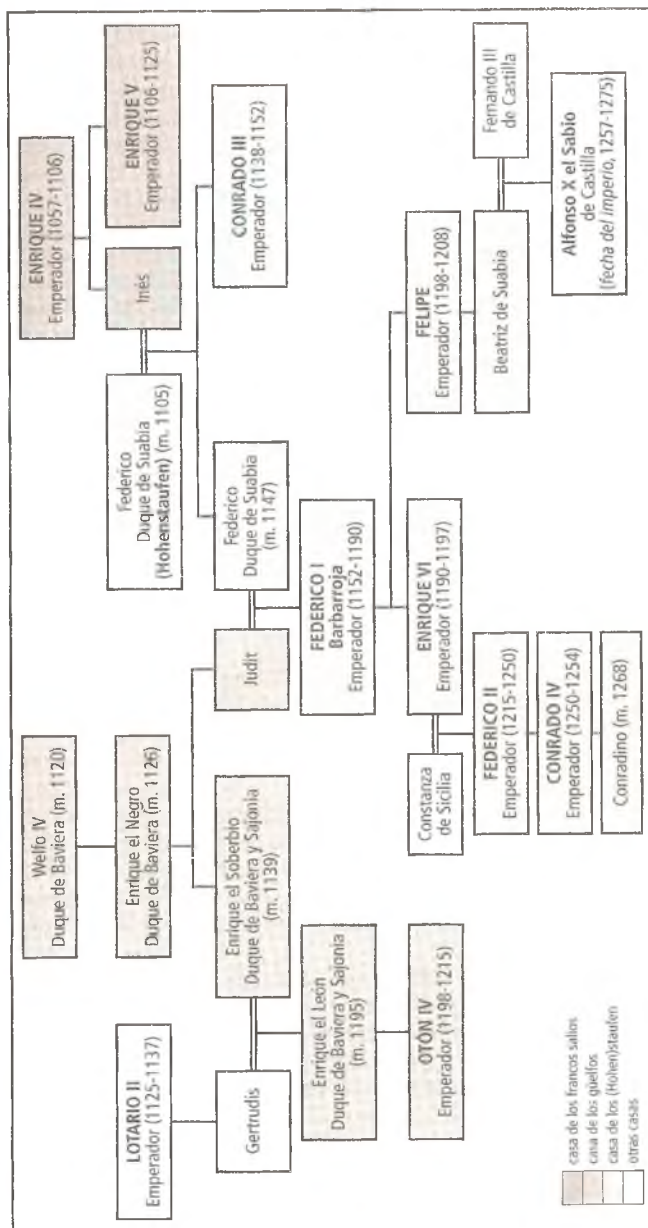 ENRIQUE IV
Emperador (1057-1106)
Inés
ENRIQUE V
Emperador (1106-1125)
Federico
Duque de Suabia
(Hohenstaufen) (m. 1105)
CONRADO III
Emperador (1138-1152)
Welfo IV
Duque de Baviera (m. 1120)
Enrique el Negro
Duque de Baviera (m. 1126)
LOTARIO II
Emperador (1125-1137)
Gertrudis
Enrique el Soberbio
Duque de Baviera y Sajonia
(m. 1139)
Judit
Federico
Duque de Suabia
(m. 1147)
Enrique el León
Duque de Baviera y Sajonia
(m. 1195)
OTÓN IV
Emperador (1198-1215)
FEDERICO I
Barbarroja
Emperador (1152-1190)
Constanza
de Sicilia
ENRIQUE VI
Emperador (1190-1197)
FELIPE
Emperador (1198-1208)
FEDERICO II
Emperador (1215-1250)
CONRADO IV
Emperador (1250-1254)
Conradino (m. 1268)
Beatriz de Suabia
Fernando III
de Castilla
Alfonso X el Sabio
de Castilla
(fecha del imperio, 1257-1275)
casa de los francos salios
casa de los güelfos
casa de los (Hohen)staufen
otras casas